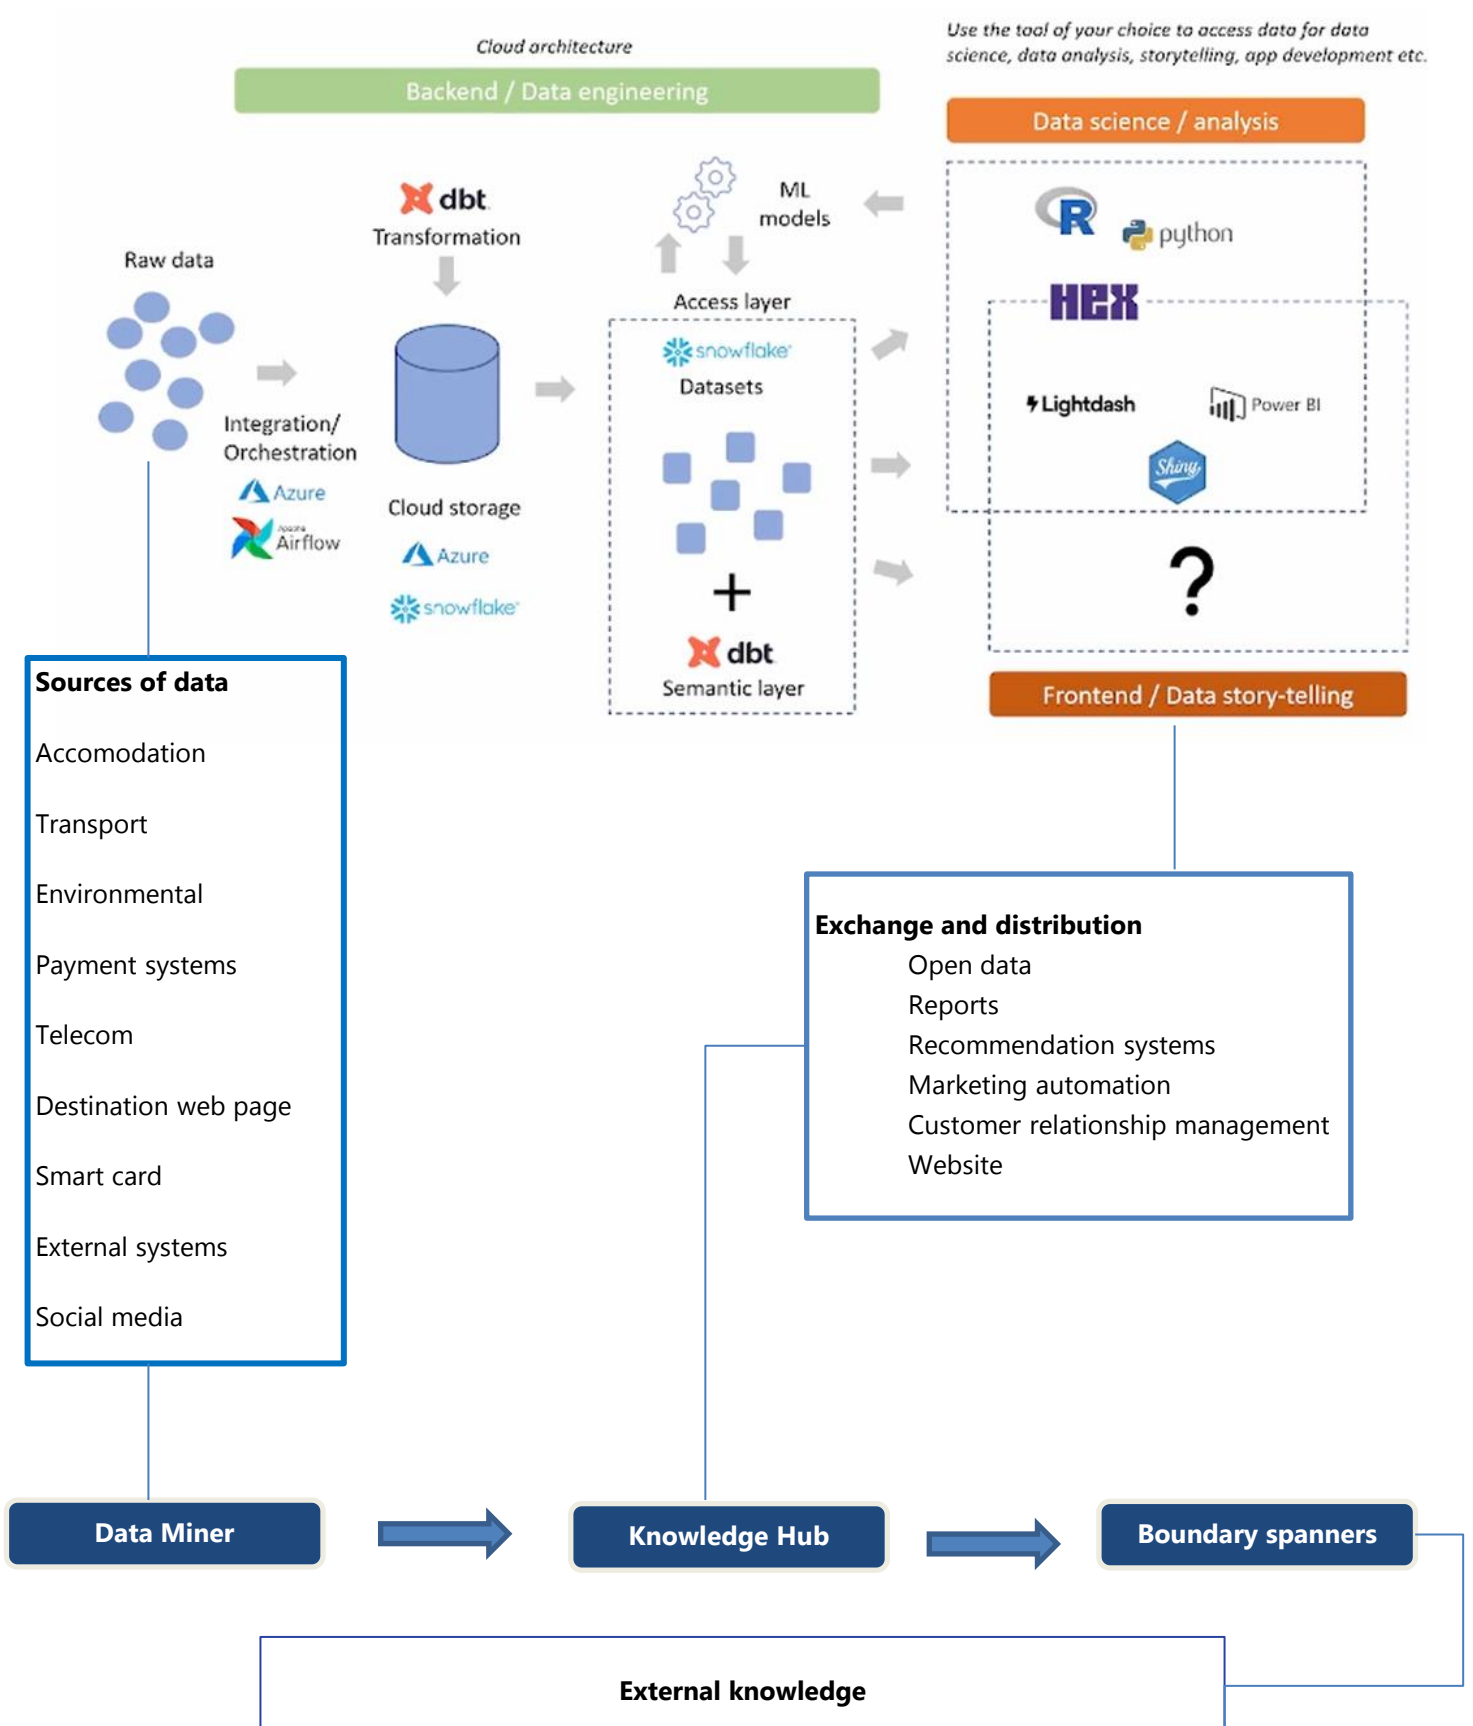 Cloud architecture
Use the tool of your choice to access data for data
science, data analysis, storytelling, app development etc.
Backend / Data engineering
Data science / analysis
dbt
Transformation
ML
models
R
python
Raw data
Access layer
HEX
snowflake
Datasets
Integration/
Orchestration
Lightdash
Power BI
Azure
Apache
Airflow
Cloud storage
Shiny
Azure
snowflake
+
?
dbt
Semantic layer
Frontend / Data story-telling
Sources of data
Accomodation
Transport
Environmental
Payment systems
Telecom
Destination web page
Smart card
External systems
Social media
Exchange and distribution
Open data
Reports
Recommendation systems
Marketing automation
Customer relationship management
Website
Data Miner
Knowledge Hub
Boundary spanners
External knowledge